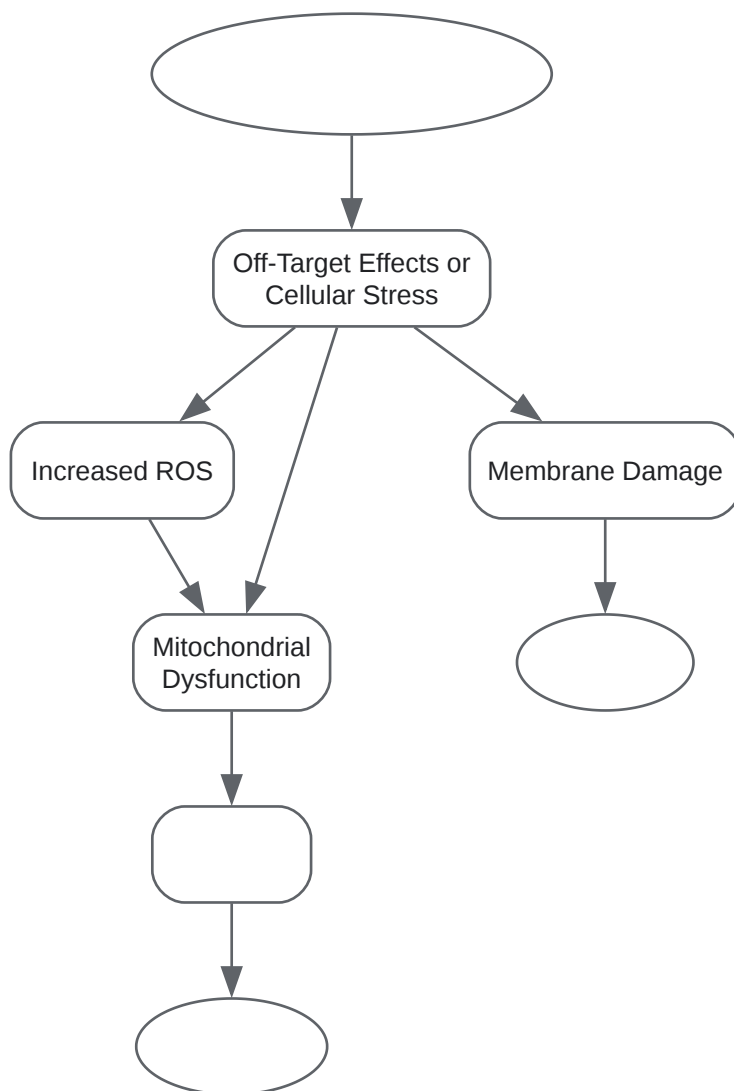 Off-Target Effects or
Cellular Stress
Increased ROS
Membrane Damage
Mitochondrial
Dysfunction